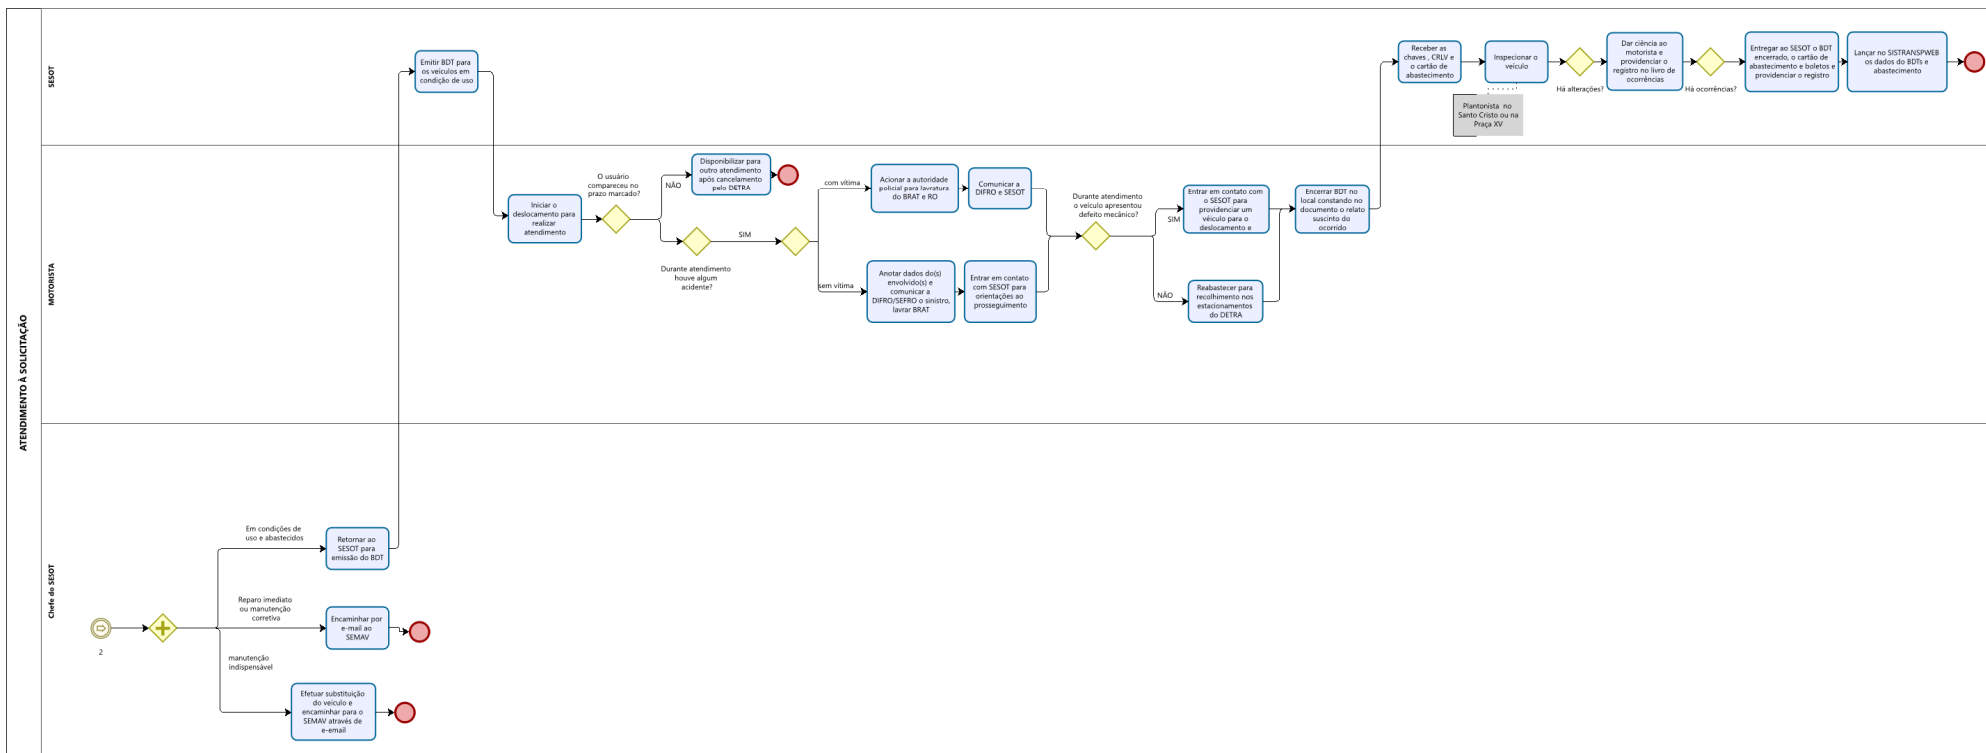 ATENDIMENTO À SOLICITAÇÃO
SESOT
Emitir BDT para
os veículos em
condição de uso
Receber as
chaves , CRLV e
o cartão de
abastecimento
Inspecionar o
veículo
Plantonista no
Santo Cristo ou na
Praça XV
Há alterações?
Dar ciência ao
motorista e
providenciar o
registro no livro de
ocorrências
Há ocorrências?
Entregar ao SESOT o BDT
encerrado, o cartão de
abastecimento e boletos e
providenciar o registro
Lançar no SISTRANSPWEB
os dados do BDTs e
abastecimento
MOTORISTA
Iniciar o
deslocamento para
realizar
atendimento
O usuário
compareceu no
prazo marcado?
NÃO
Disponibilizar para
outro atendimento
após cancelamento
pelo DETRA
Durante atendimento
houve algum
acidente?
SIM
com vítima
Acionar a autoridade
policial para lavratura
do BRAT e RO
Comunicar a
DIFRO e SESOT
sem vítima
Anotar dados do(s)
envolvido(s) e
comunicar a
DIFRO/SEFRO o sinistro,
lavrar BRAT
Entrar em contato
com SESOT para
orientações ao
prosseguimento
Durante atendimento
o veículo apresentou
defeito mecânico?
SIM
Entrar em contato com
o SESOT para
providenciar um
véiculo para o
deslocamento e
NÃO
Reabastecer para
recolhimento nos
estacionamentos
do DETRA
Encerrar BDT no
local constando no
documento o relato
suscinto do
ocorrido
Chefe do SESOT
2
Em condições de
uso e abastecidos
Retornar ao
SESOT para
emissão do BDT
Reparo imediato
ou manutenção
corretiva
Encaminhar por
e-mail ao
SEMAV
manutenção
indispensável
Efetuar substituição
do veículo e
encaminhar para o
SEMAV através de
e-email